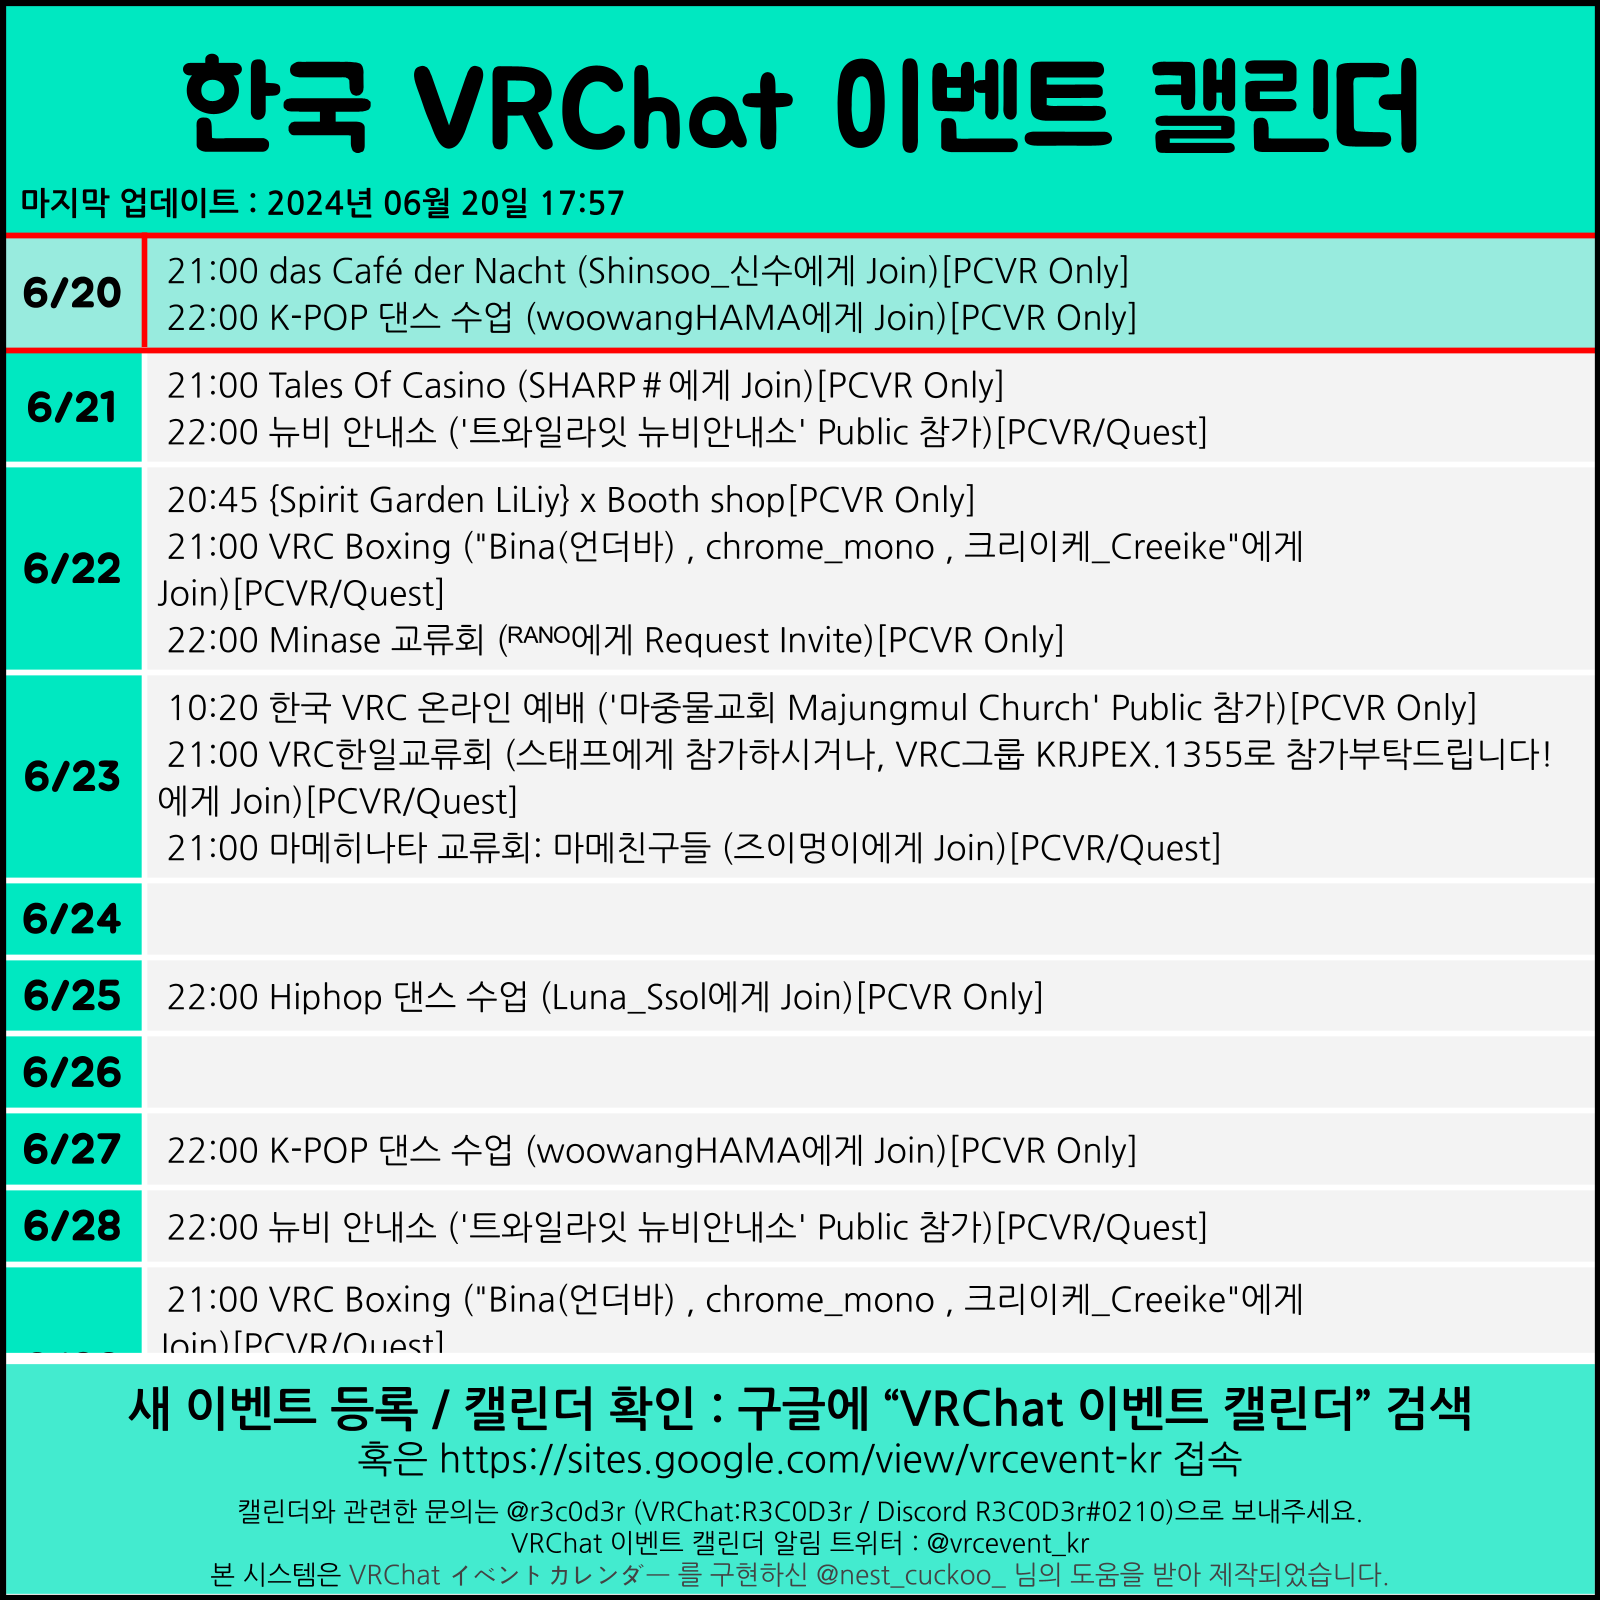 한국 VRChat 이벤트 캘린더
마지막 업데이트 : 2024년 06월 20일 17:57
6/20
21:00 das Café der Nacht (Shinsoo_신수에게 Join)[PCVR Only]
22:00 K-POP 댄스 수업 (woowangHAMA에게 Join)[PCVR Only]
6/21
21:00 Tales Of Casino (SHARP＃에게 Join)[PCVR Only]
22:00 뉴비 안내소 ('트와일라잇 뉴비안내소' Public 참가)[PCVR/Quest]
6/22
20:45 {Spirit Garden LiLiy} x Booth shop[PCVR Only]
21:00 VRC Boxing ("Bina(언더바) , chrome_mono , 크리이케_Creeike"에게
Join)[PCVR/Quest]
22:00 Minase 교류회 (ᴿᴬᴺᴼ에게 Request Invite)[PCVR Only]
6/23
10:20 한국 VRC 온라인 예배 ('마중물교회 Majungmul Church' Public 참가)[PCVR Only]
21:00 VRC한일교류회 (스태프에게 참가하시거나, VRC그룹 KRJPEX.1355로 참가부탁드립니다!
에게 Join)[PCVR/Quest]
21:00 마메히나타 교류회: 마메친구들 (즈이멍이에게 Join)[PCVR/Quest]
6/24
6/25
22:00 Hiphop 댄스 수업 (Luna_Ssol에게 Join)[PCVR Only]
6/26
6/27
22:00 K-POP 댄스 수업 (woowangHAMA에게 Join)[PCVR Only]
6/28
22:00 뉴비 안내소 ('트와일라잇 뉴비안내소' Public 참가)[PCVR/Quest]
21:00 VRC Boxing ("Bina(언더바) , chrome_mono , 크리이케_Creeike"에게
Join)[PCVR/Quest]
새 이벤트 등록 / 캘린더 확인 : 구글에 “VRChat 이벤트 캘린더” 검색
혹은 https://sites.google.com/view/vrcevent-kr 접속
캘린더와 관련한 문의는 @r3c0d3r (VRChat:R3C0D3r / Discord R3C0D3r#0210)으로 보내주세요.
VRChat 이벤트 캘린더 알림 트위터 : @vrcevent_kr
본 시스템은 VRChat イベントカレンダー 를 구현하신 @nest_cuckoo_ 님의 도움을 받아 제작되었습니다.